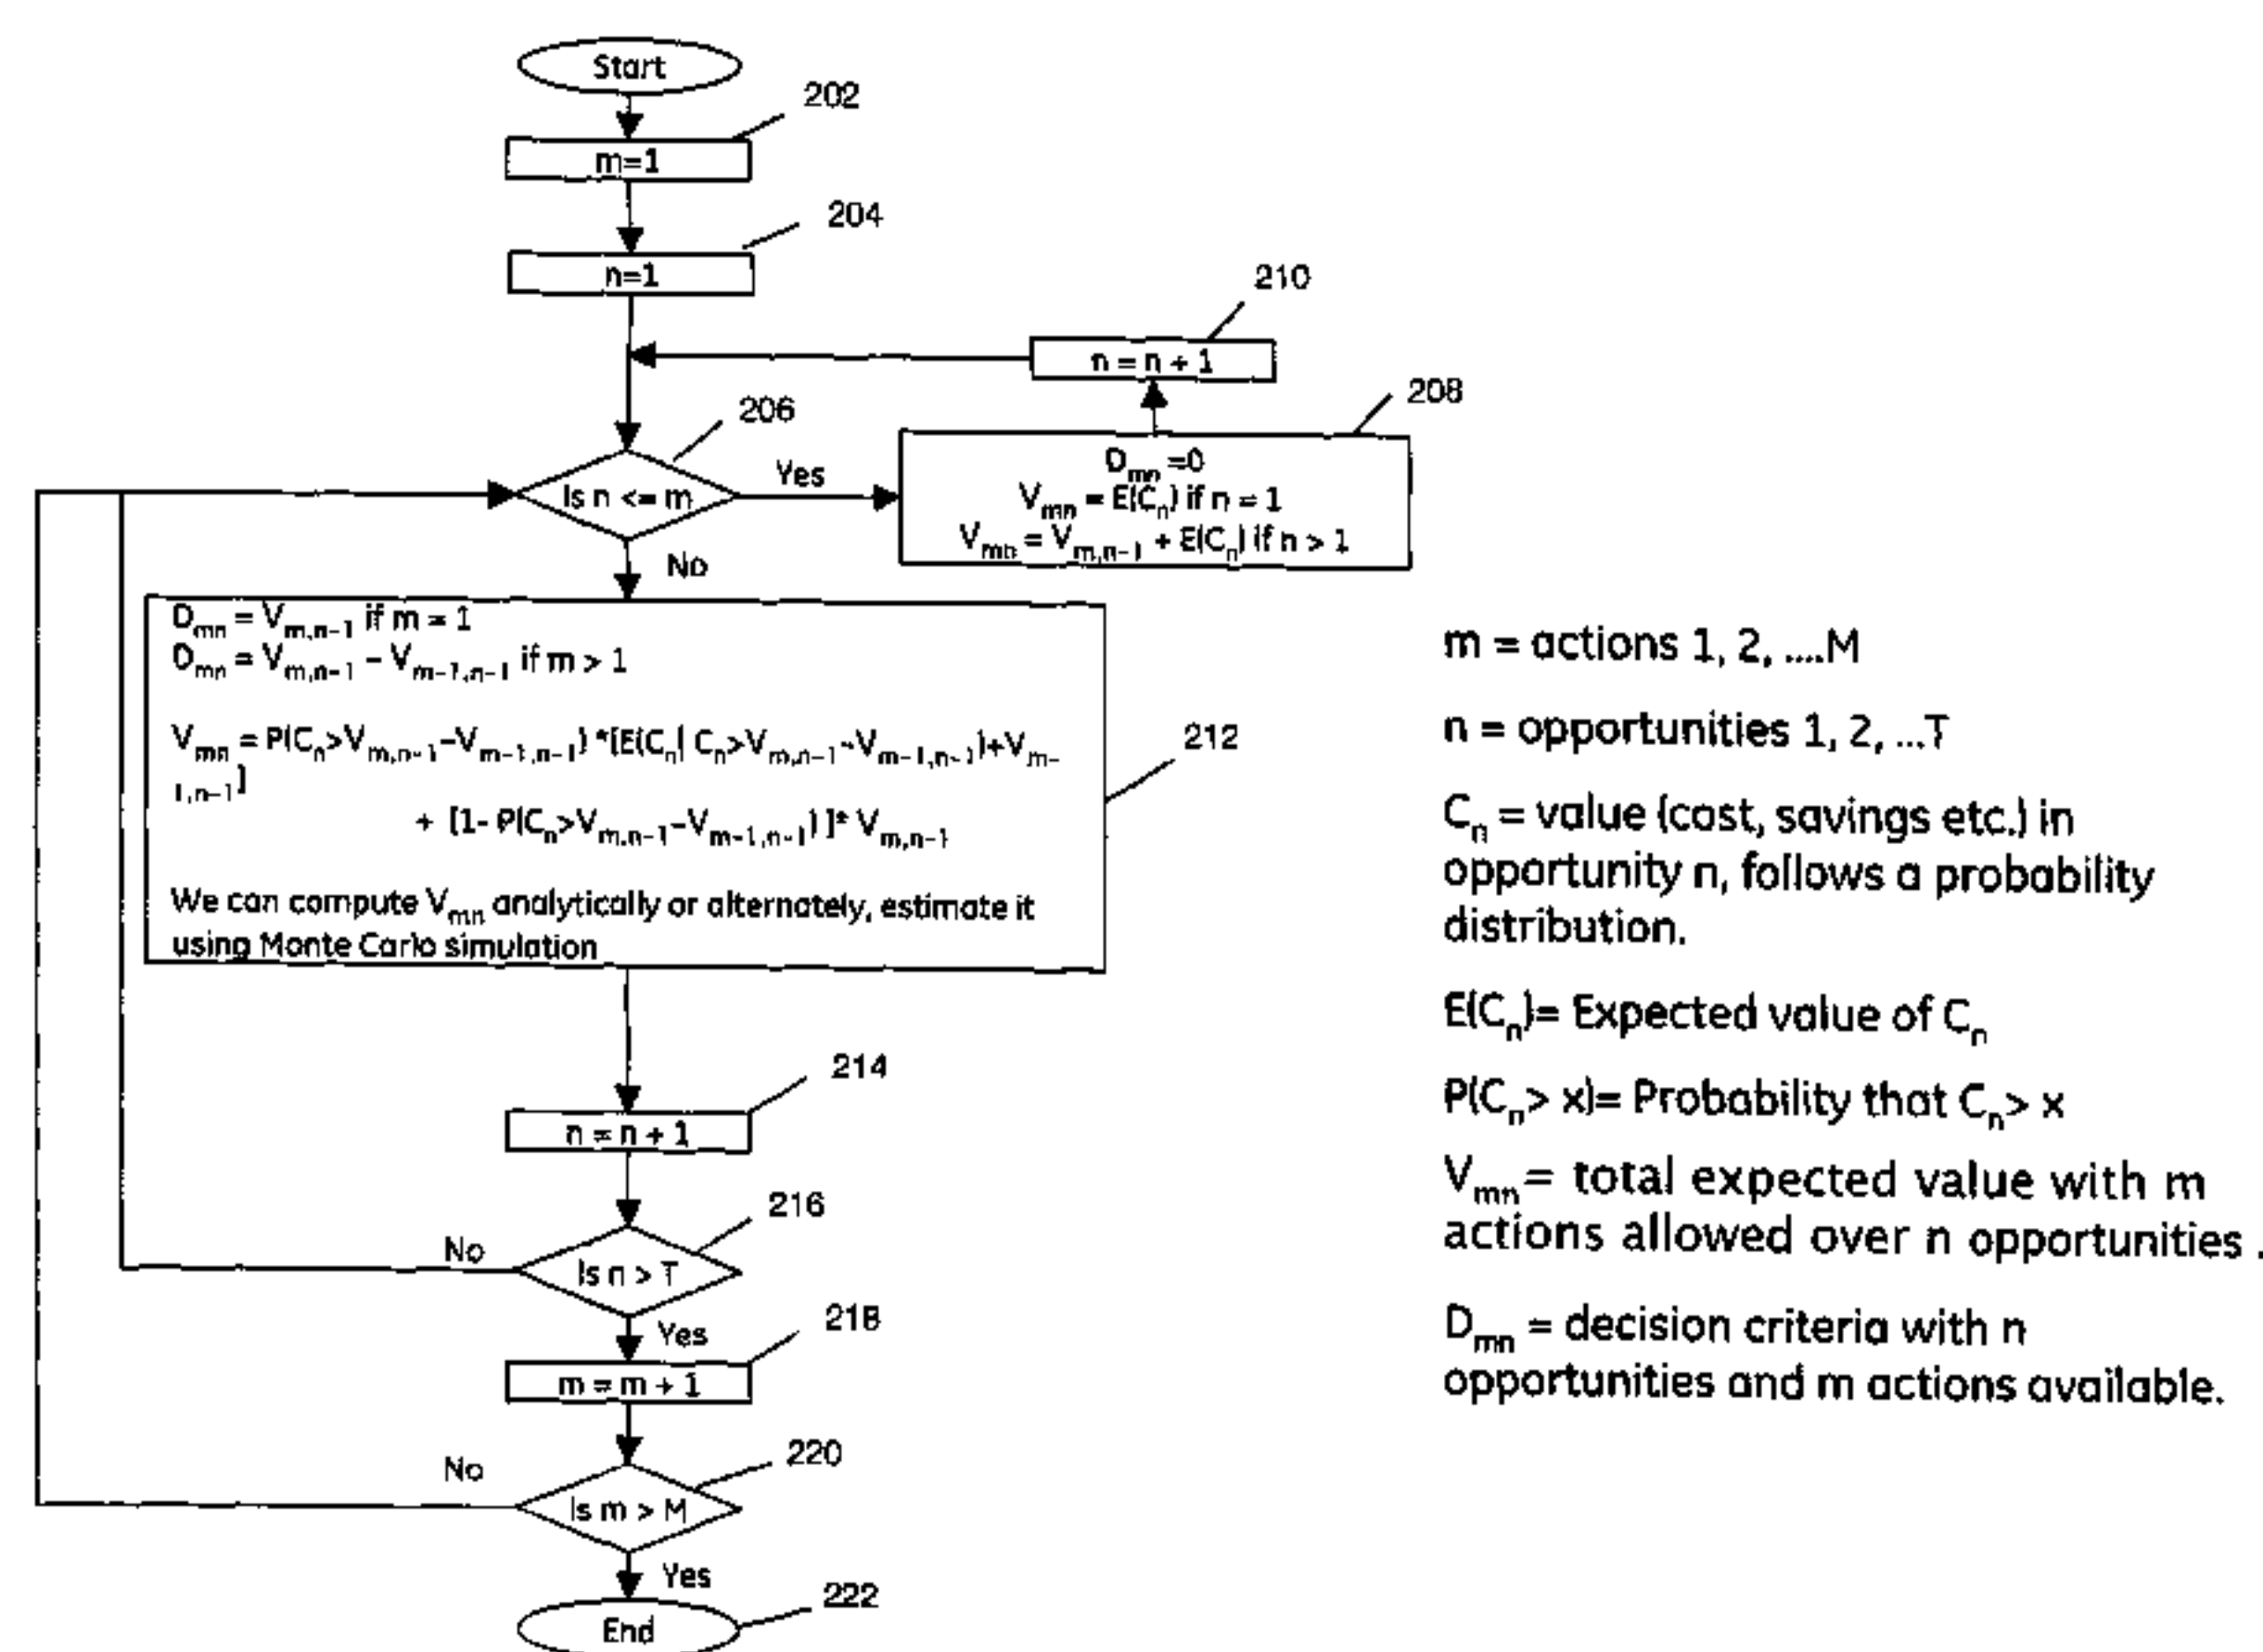 Start
202
m=1
204
n=1
210
n = n + 1
208
D_mn =0
V_mn = E(C_n) if n = 1
V_mn = V_m,n-1 + E(C_n) if n > 1
206
Is n <= m
Yes
No
D_mn = V_m,n-1 if m = 1
D_mn = V_m,n-1 - V_m-1,n-1 if m > 1
V_mn = P(C_n>V_m,n-1-V_m-1,n-1) *[E(C_n| C_n>V_m,n-1-V_m-1,n-1)+V_m-
1,n-1]
+ [1- P(C_n>V_m,n-1-V_m-1,n-1) ]* V_m,n-1
We can compute V_mn analytically or alternately, estimate it
using Monte Carlo simulation
212
214
n = n + 1
216
No
Is n > T
Yes
218
m = m + 1
220
No
Is m > M
Yes
222
End
m = actions 1, 2, ....M
n = opportunities 1, 2, ...T
C_n = value (cost, savings etc.) in
opportunity n, follows a probability
distribution.
E(C_n)= Expected value of C_n
P(C_n> x)= Probability that C_n> x
V_mn= total expected value with m
actions allowed over n opportunities .
D_mn = decision criteria with n
opportunities and m actions available.